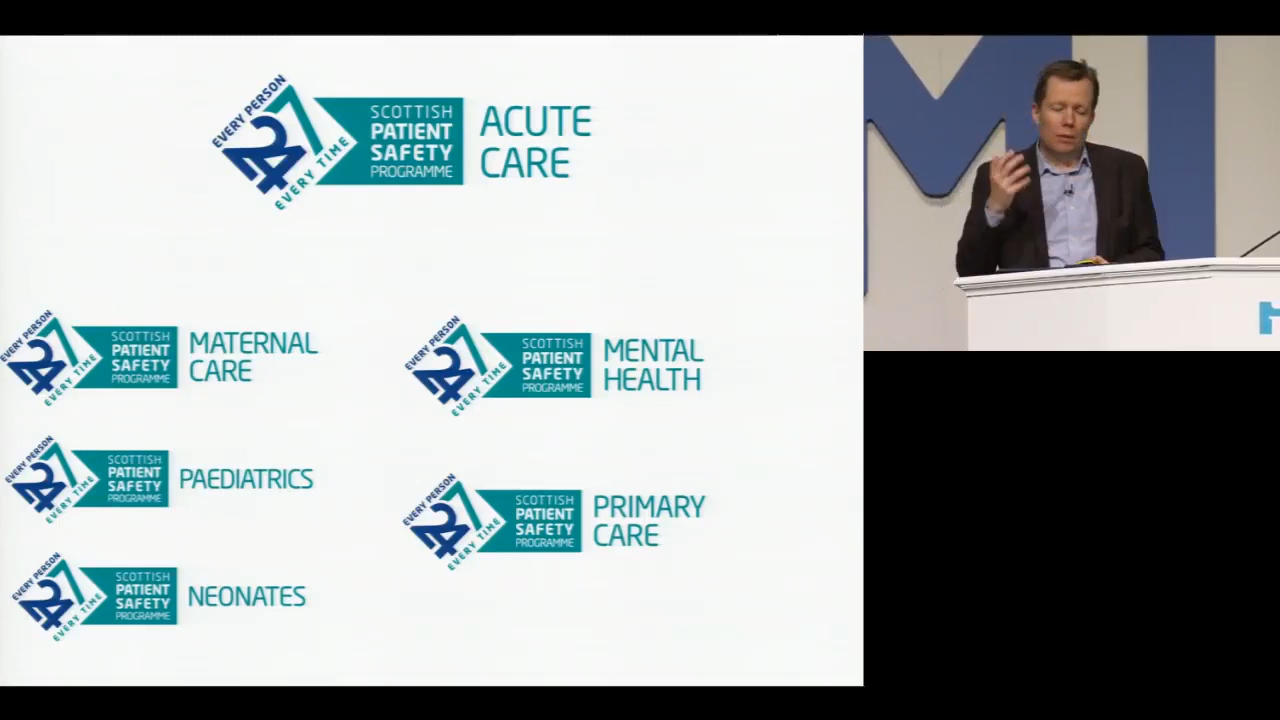 EVERY PERSON
24 7
EVERY TIME
SCOTTISH
PATIENT
SAFETY
PROGRAMME
ACUTE
CARE
EVERY PERSON
24 7
EVERY TIME
SCOTTISH
PATIENT
SAFETY
PROGRAMME
MATERNAL
CARE
EVERY PERSON
24 7
EVERY TIME
SCOTTISH
PATIENT
SAFETY
PROGRAMME
MENTAL
HEALTH
EVERY PERSON
24 7
EVERY TIME
SCOTTISH
PATIENT
SAFETY
PROGRAMME
PAEDIATRICS
EVERY PERSON
24 7
EVERY TIME
SCOTTISH
PATIENT
SAFETY
PROGRAMME
PRIMARY
CARE
EVERY PERSON
24 7
EVERY TIME
SCOTTISH
PATIENT
SAFETY
PROGRAMME
NEONATES